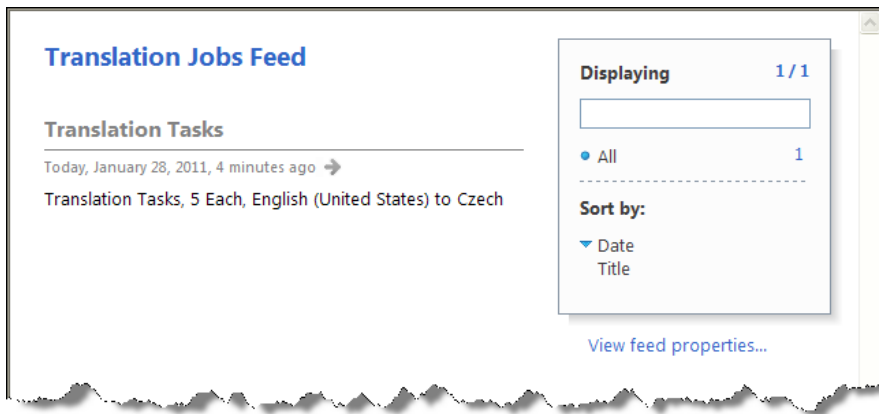 Translation Jobs Feed
Translation Tasks
Today, January 28, 2011, 4 minutes ago
Translation Tasks, 5 Each, English (United States) to Czech
Displaying 1 / 1
All 1
Sort by:
Date
Title
View feed properties...